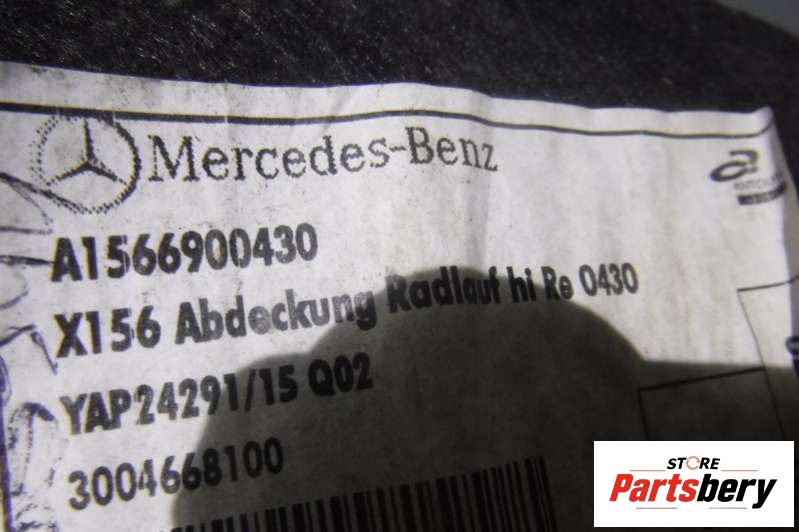 Mercedes-Benz
A1566900430
X156 Abdeckung Radlauf hi Re 0430
YAP24291/15 Q02
3004668100
STORE
Partsbery